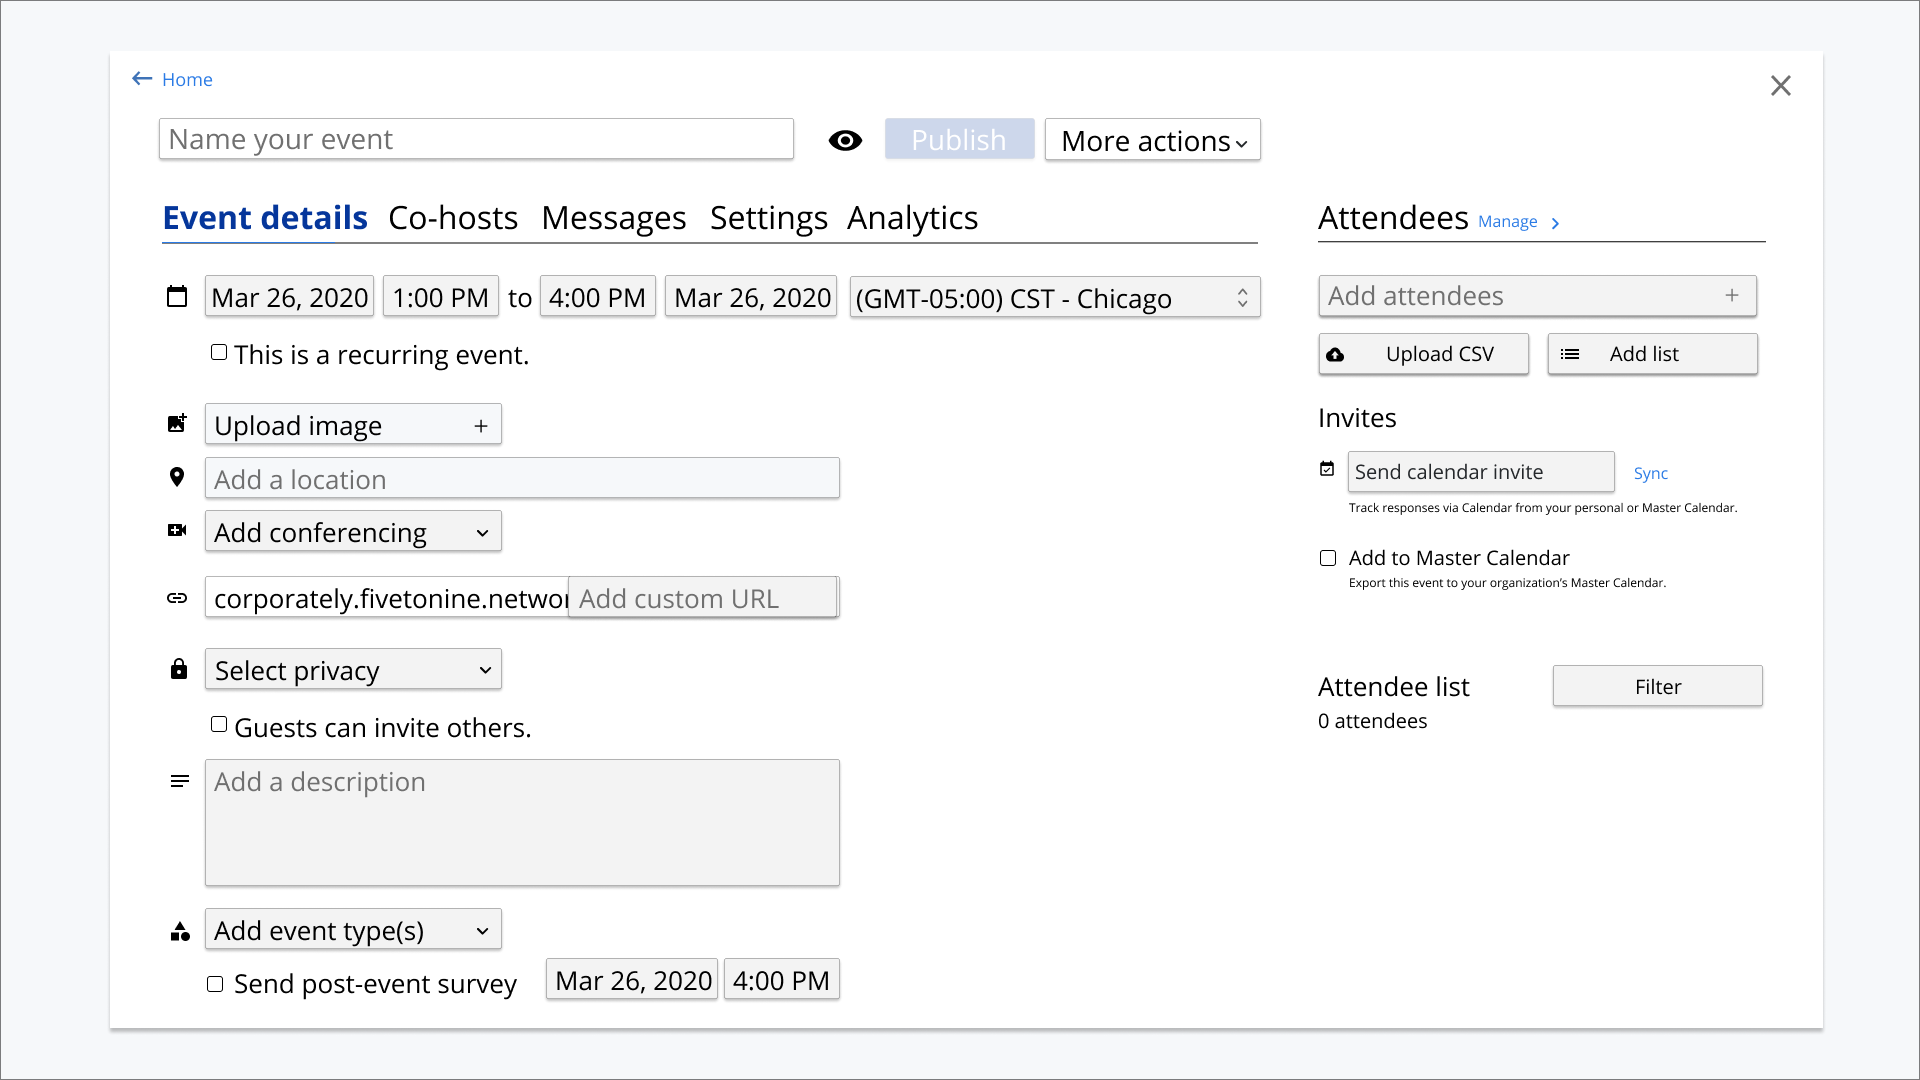 Home
Name your event
Publish
More actions
Event details Co-hosts Messages Settings Analytics
Mar 26, 2020 1:00 PM to 4:00 PM Mar 26, 2020 (GMT-05:00) CST - Chicago
This is a recurring event.
Upload image
Add a location
Add conferencing
corporately.fivetonine.networ Add custom URL
Select privacy
Guests can invite others.
Add a description
Add event type(s)
Send post-event survey Mar 26, 2020 4:00 PM
Attendees Manage
Add attendees
Upload CSV Add list
Invites
Send calendar invite Sync
Track responses via Calendar from your personal or Master Calendar.
Add to Master Calendar
Export this event to your organization's Master Calendar.
Attendee list Filter
0 attendees